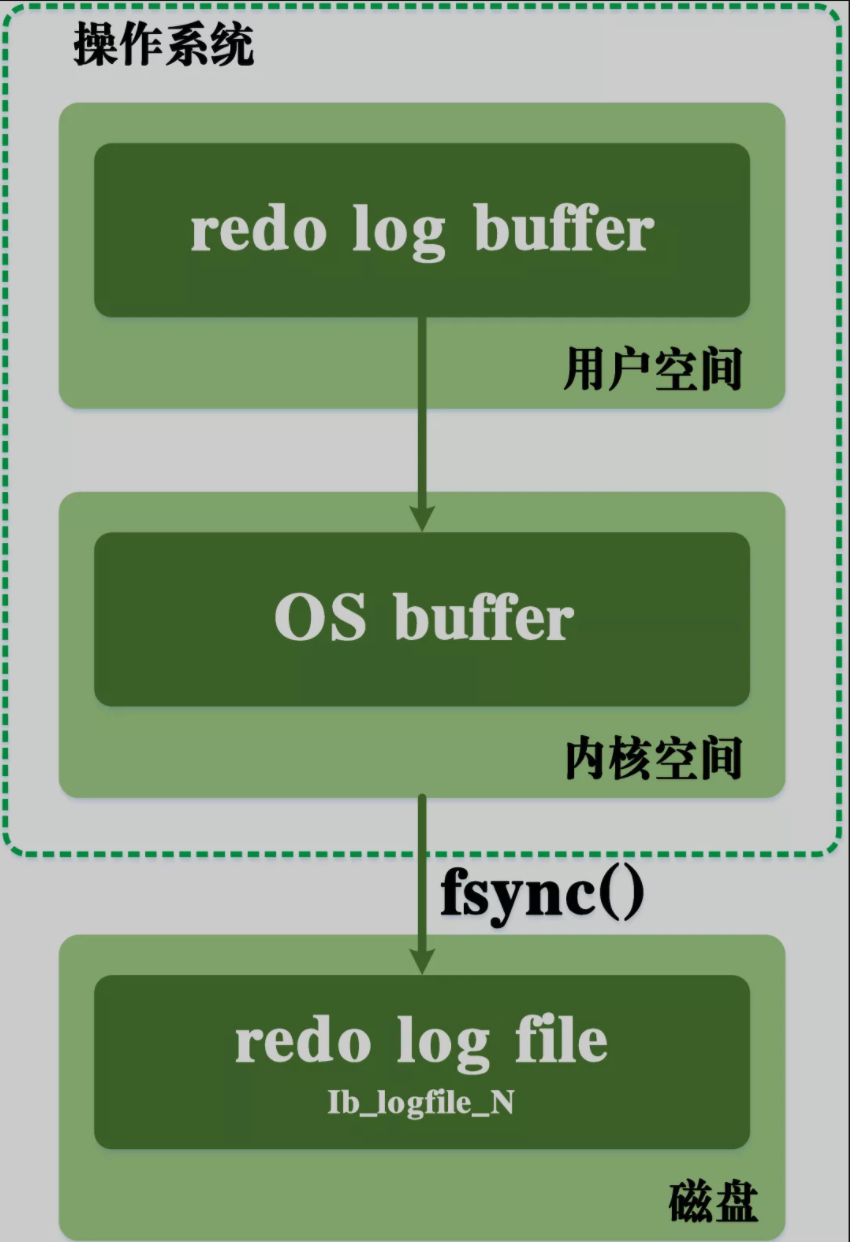 操作系统
redo log buffer
用户空间
OS buffer
内核空间
fsync()
redo log file
Ib_logfile_N
磁盘